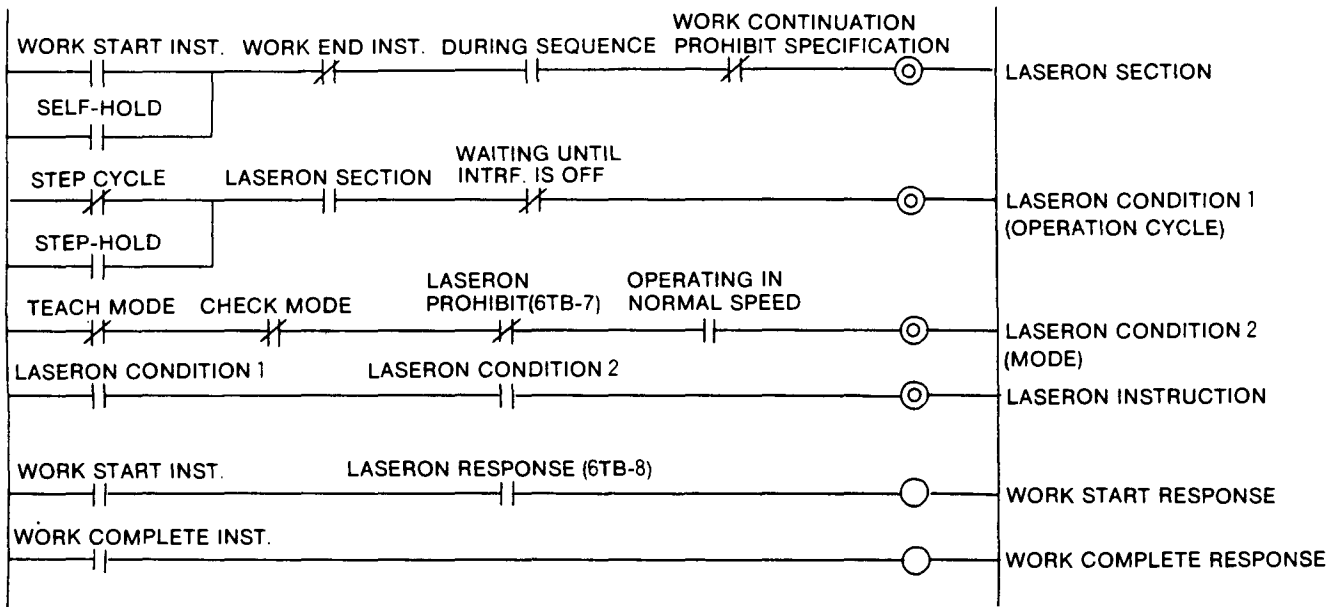 WORK CONTINUATION
WORK START INST. WORK END INST. DURING SEQUENCE PROHIBIT SPECIFICATION
LASERON SECTION
SELF-HOLD
WAITING UNTIL
STEP CYCLE LASERON SECTION INTRF. IS OFF
LASERON CONDITION 1
(OPERATION CYCLE)
STEP-HOLD
LASERON OPERATING IN
TEACH MODE CHECK MODE PROHIBIT(6TB-7) NORMAL SPEED
LASERON CONDITION 2
(MODE)
LASERON CONDITION 1 LASERON CONDITION 2
LASERON INSTRUCTION
WORK START INST. LASERON RESPONSE (6TB-8)
WORK START RESPONSE
WORK COMPLETE INST.
WORK COMPLETE RESPONSE